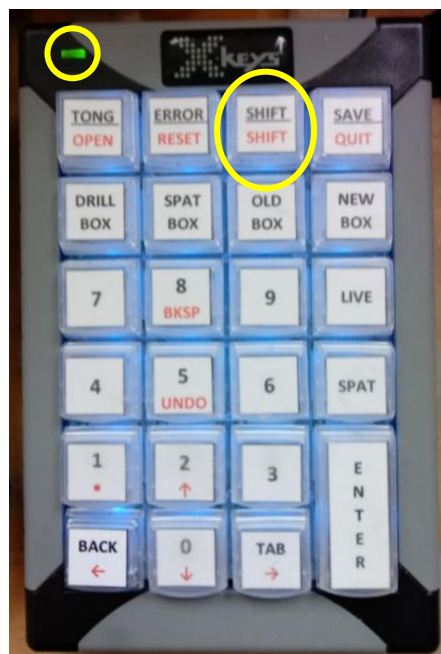 X keys
TONG ERROR SHIFT SAVE
OPEN RESET SHIFT QUIT
DRILL SPAT OLD NEW
BOX BOX BOX BOX
7 8 9 LIVE
BKSP
4 5 6 SPAT
UNDO
1 2 3
• ↑
ENTER
BACK 0 TAB
← ↓ →